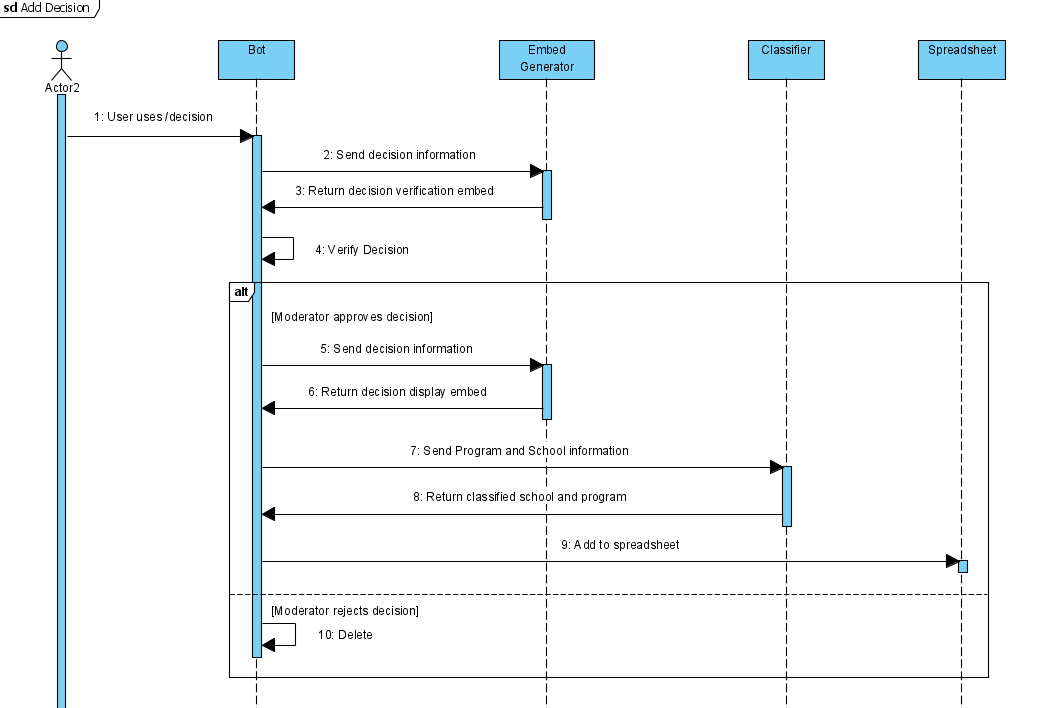 sd Add Decision
Actor2
Bot
Embed
Generator
Classifier
Spreadsheet
1: User uses /decision
2: Send decision information
3: Return decision verification embed
4: Verify Decision
alt
[Moderator approves decision]
5: Send decision information
6: Return decision display embed
7: Send Program and School information
8: Return classified school and program
9: Add to spreadsheet
[Moderator rejects decision]
10: Delete